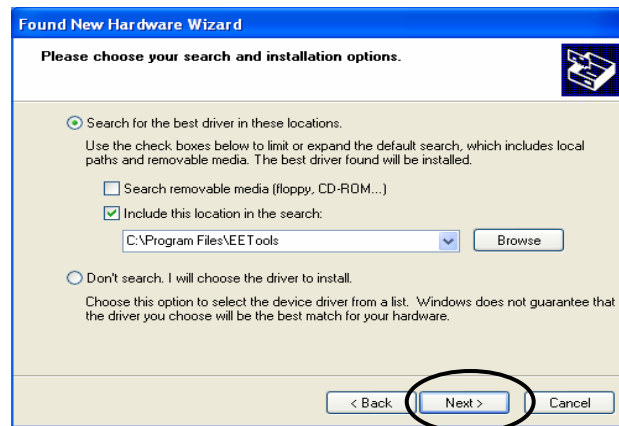 Found New Hardware Wizard
Please choose your search and installation options.
Search for the best driver in these locations.
Use the check boxes below to limit or expand the default search, which includes local
paths and removable media. The best driver found will be installed.
Search removable media (floppy, CD-ROM...)
Include this location in the search:
C:\Program Files\EETools
Browse
Don't search. I will choose the driver to install.
Choose this option to select the device driver from a list. Windows does not guarantee that
the driver you choose will be the best match for your hardware.
< Back Next > Cancel